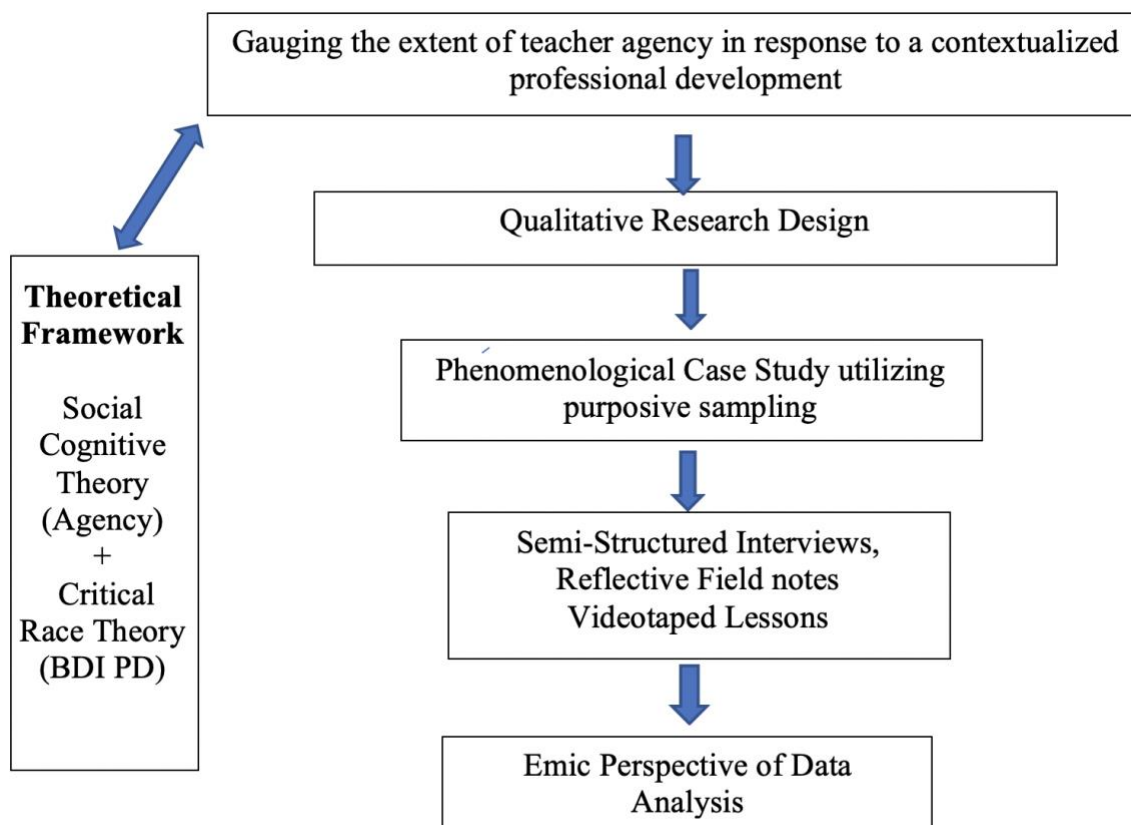 Gauging the extent of teacher agency in response to a contextualized
professional development
Qualitative Research Design
Theoretical
Framework
Social
Cognitive
Theory
(Agency)
+
Critical
Race Theory
(BDI PD)
Phenomenological Case Study utilizing
purposive sampling
Semi-Structured Interviews,
Reflective Field notes
Videotaped Lessons
Emic Perspective of Data
Analysis